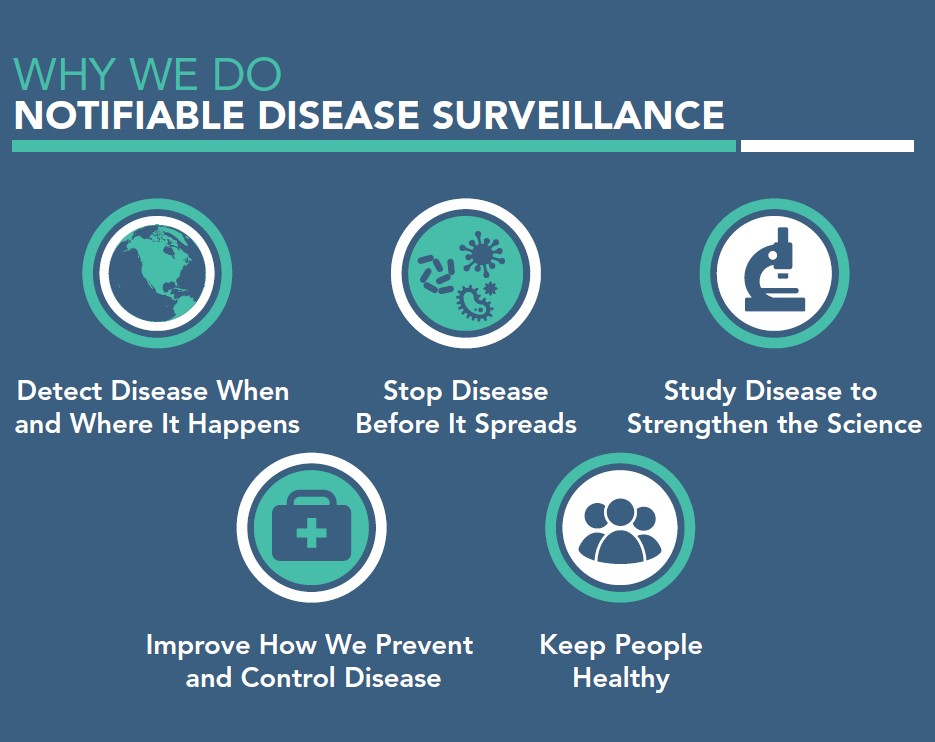 WHY WE DO
NOTIFIABLE DISEASE SURVEILLANCE
Detect Disease When
and Where It Happens
Stop Disease
Before It Spreads
Study Disease to
Strengthen the Science
Improve How We Prevent
and Control Disease
Keep People
Healthy